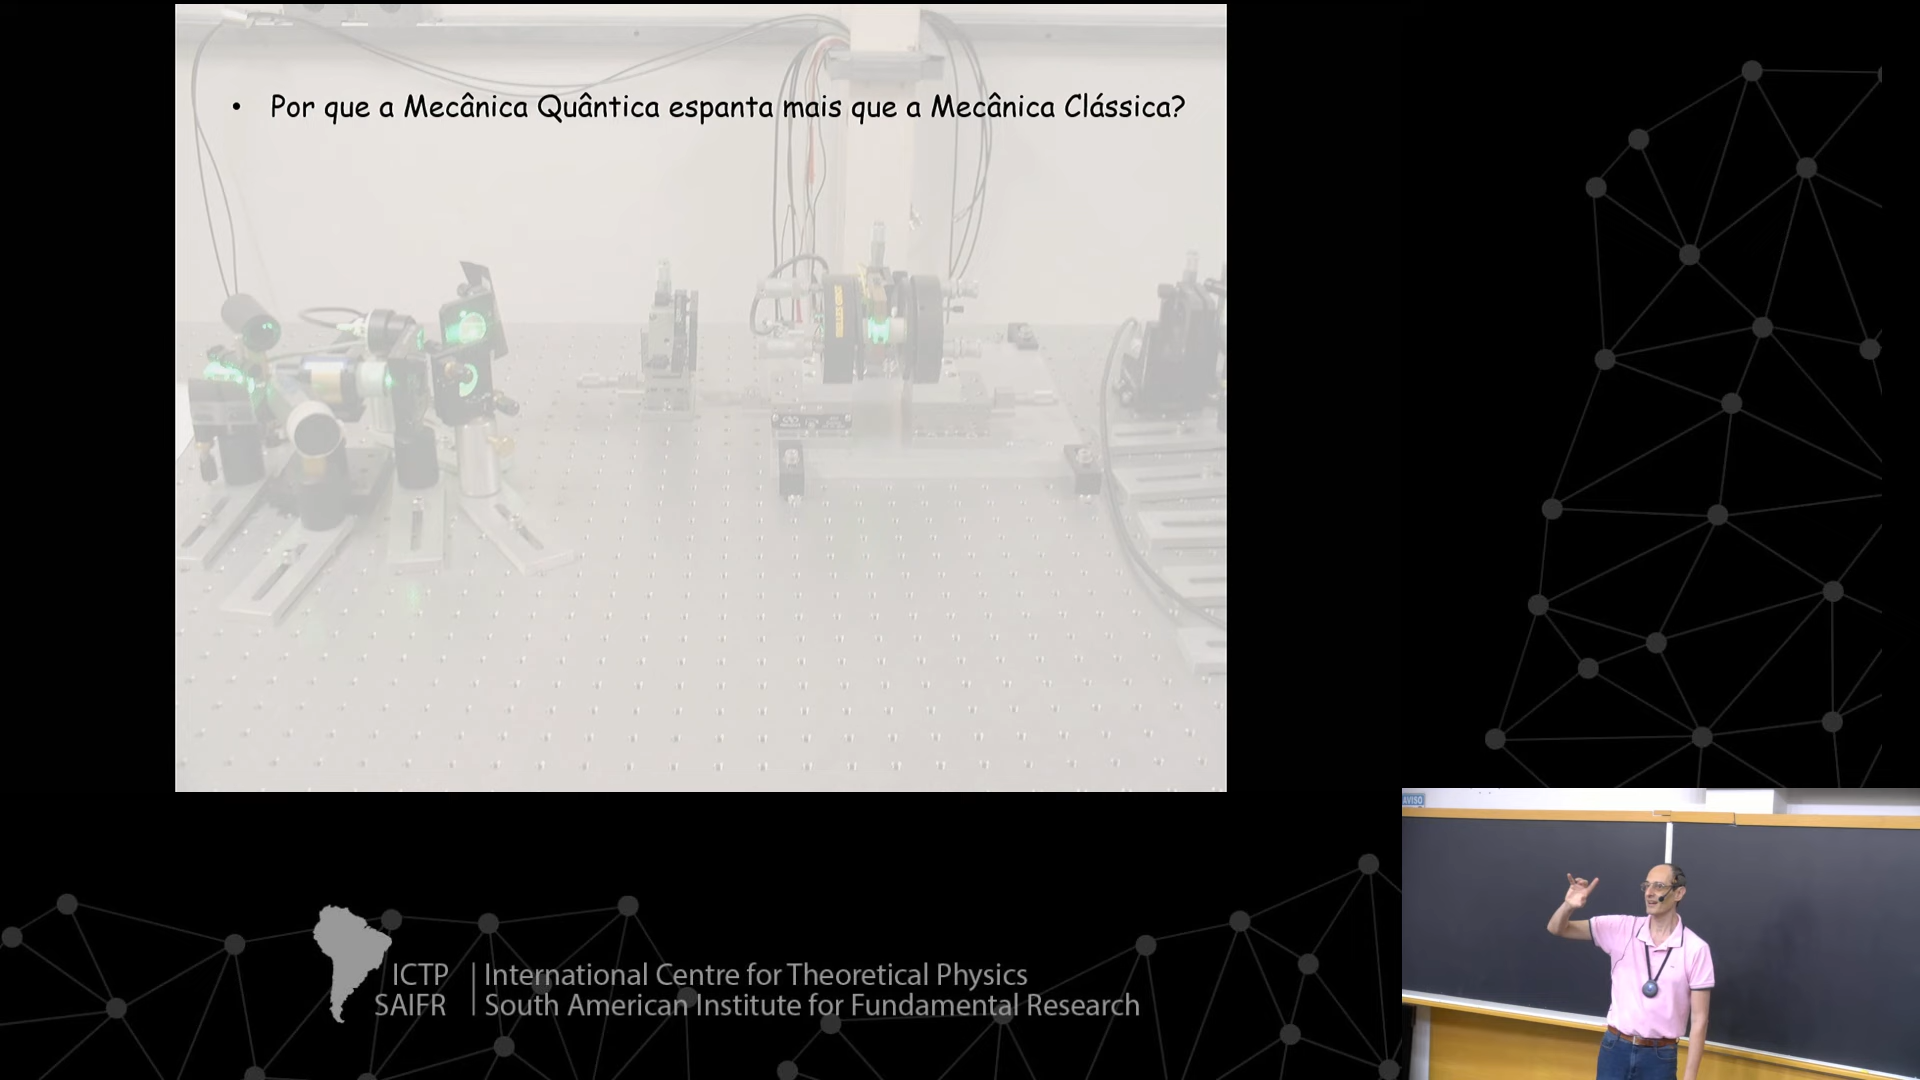 • Por que a Mecânica Quântica espanta mais que a Mecânica Clássica?
aviso
ICTP | International Centre for Theoretical Physics
SAIFR | South American Institute for Fundamental Research